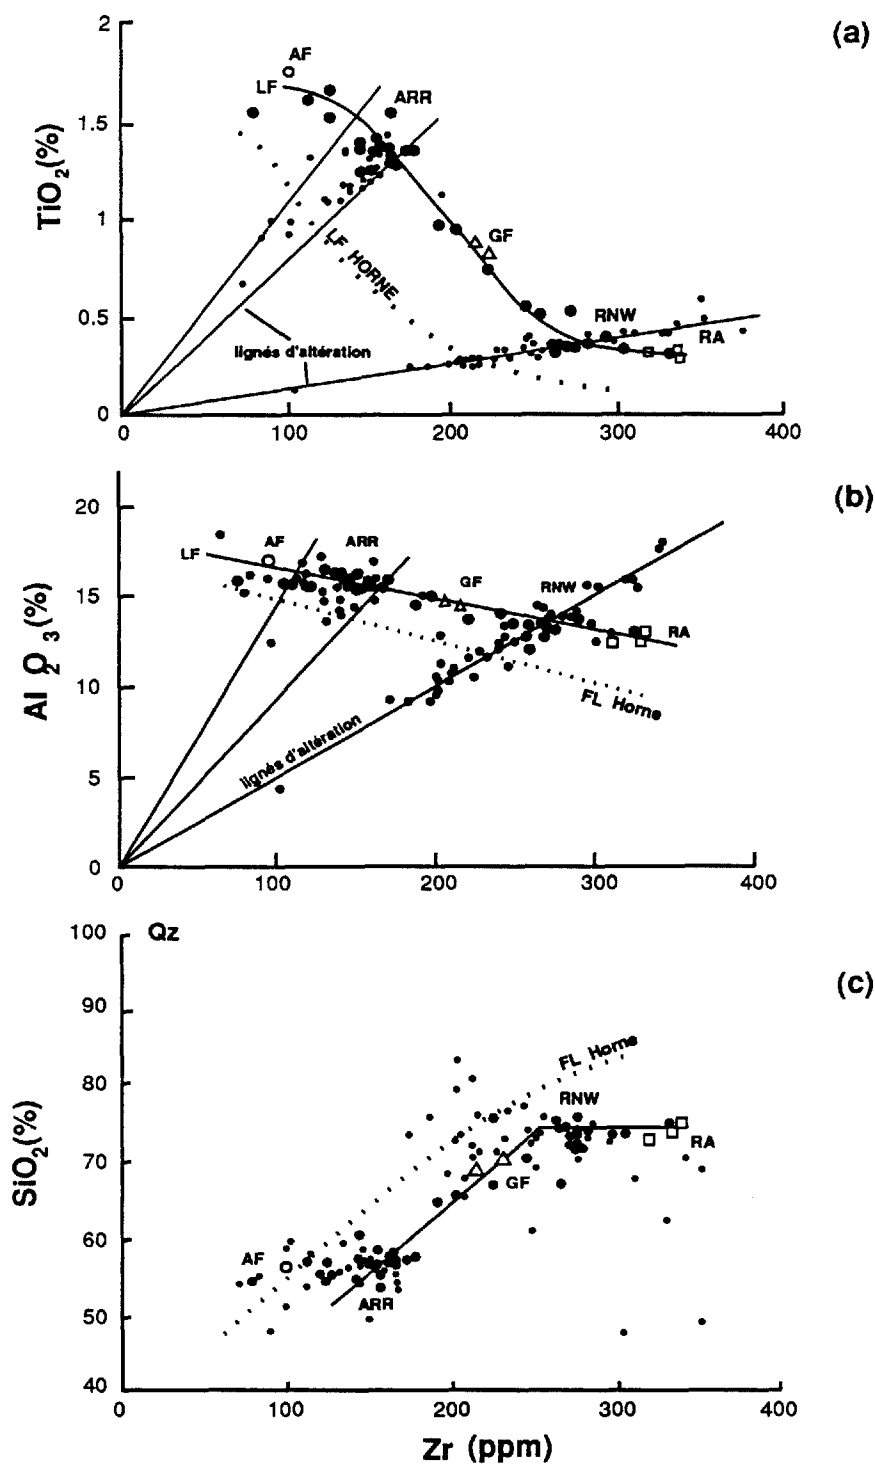 (a)
2
1.5
1
0.5
0
TiO2(%)
AF
LF
ARR
LF HORNE
GF
lignés d'altération
RNW
RA
0
100
200
300
400
(b)
20
15
10
5
0
Al2O3(%)
LF
AF
ARR
GF
RNW
RA
FL Horne
lignés d'altération
0
100
200
300
400
(c)
100
90
80
70
60
50
40
SiO2(%)
Qz
FL Horne
RNW
RA
GF
AF
ARR
0
100
200
300
400
Zr (ppm)